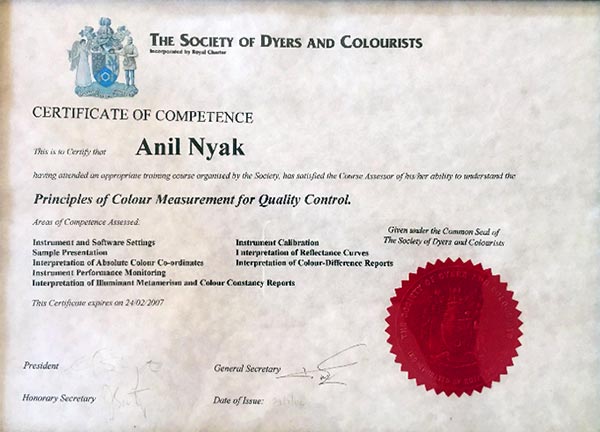 THE SOCIETY OF DYERS AND COLOURISTS
Incorporated by Royal Charter
CERTIFICATE OF COMPETENCE
This is to Certify that Anil Nyak
having attended an appropriate training course organised by the Society, has satisfied the Course Assessor of his/her ability to understand the
Principles of Colour Measurement for Quality Control.
Areas of Competence Assessed:
Instrument and Software Settings
Sample Presentation
Interpretation of Absolute Colour Co-ordinates
Instrument Performance Monitoring
Interpretation of Illuminant Metamerism and Colour Constancy Reports
Instrument Calibration
Interpretation of Reflectance Curves
Interpretation of Colour-Difference Reports
Given under the Common Seal of
The Society of Dyers and Colourists
This Certificate expires on 24/02/2007
President
General Secretary
Honorary Secretary
Date of Issue: